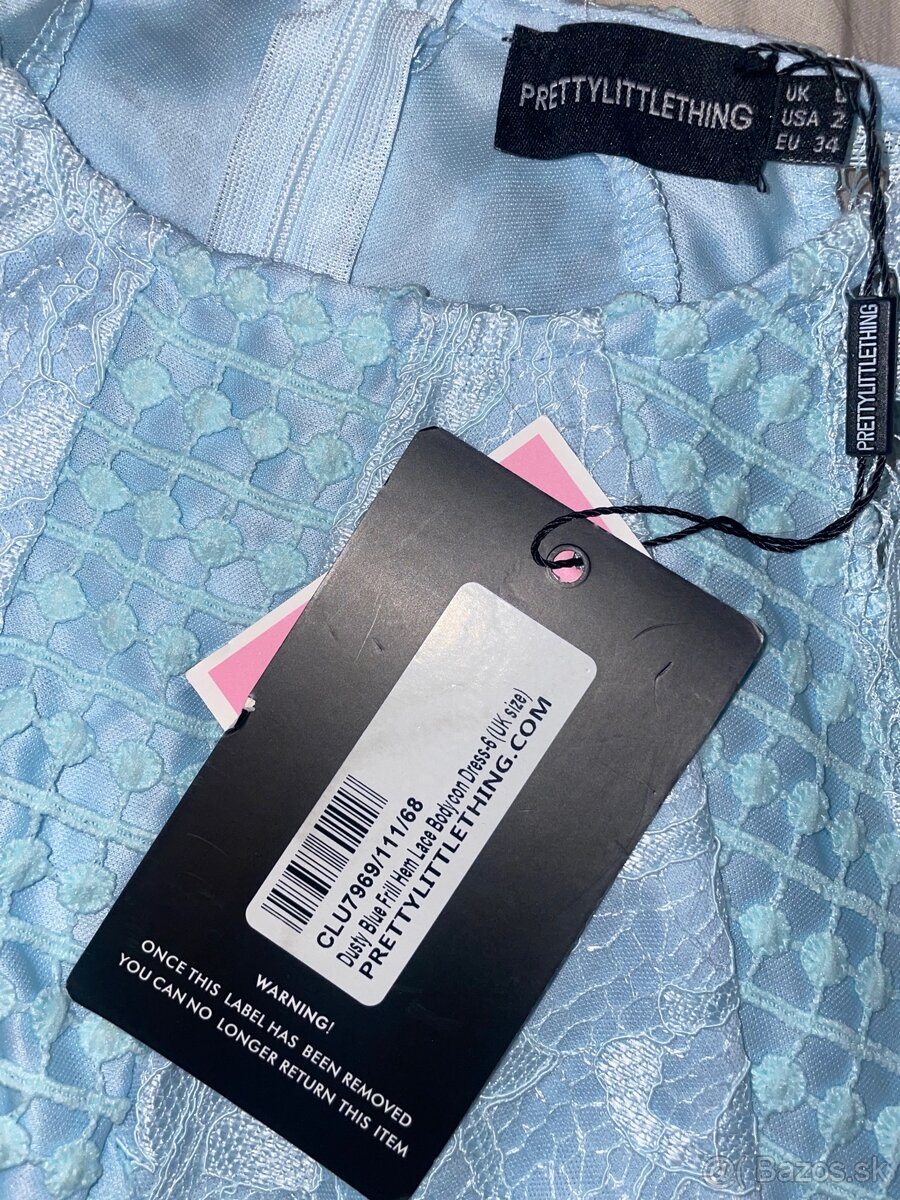 PRETTYLITTLETHING
UK
USA 2
EU 34
PRETTYLITTLETHING
CLU7969/111/68
Dusty Blue Frill Hem Lace Bodycon Dress-6 (UK size)
PRETTYLITTLETHING.COM
WARNING!
ONCE THIS LABEL HAS BEEN REMOVED
YOU CAN NO LONGER RETURN THIS ITEM
Bazos.sk